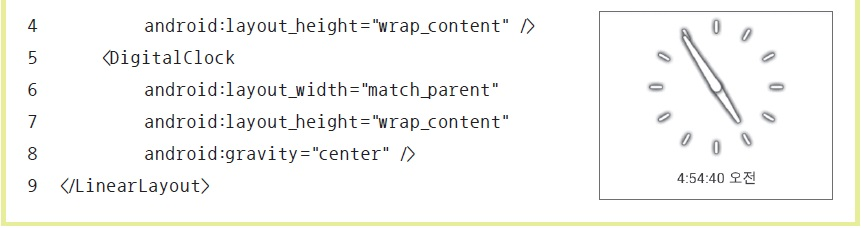 4 android:layout_height="wrap_content" />
5 <DigitalClock
6 android:layout_width="match_parent"
7 android:layout_height="wrap_content"
8 android:gravity="center" />
9 </LinearLayout>
4:54:40 오전